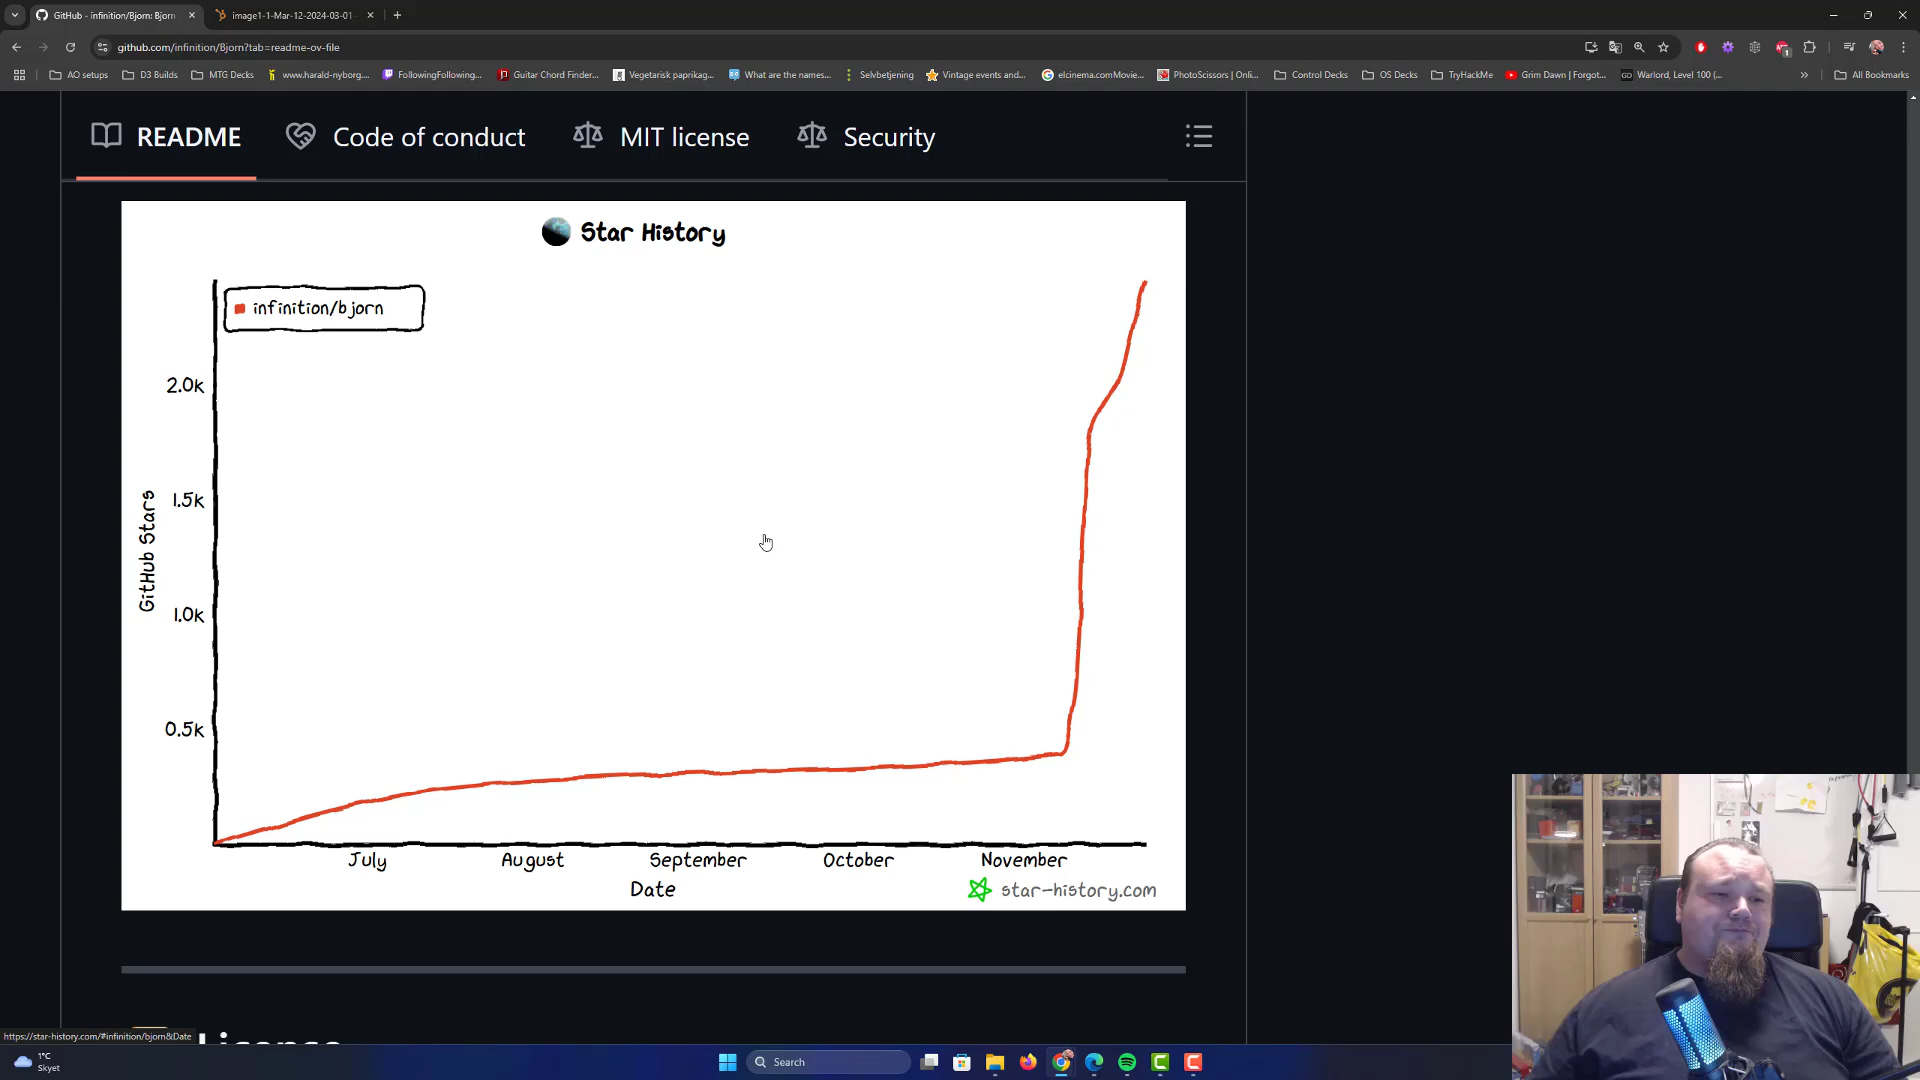 GitHub - infinition/Bjorn: Bjorn
image1-1-Mar-12-2024-03-01-
github.com/infinition/Bjorn?tab=readme-ov-file
AO setups
D3 Builds
MTG Decks
www.harald-nyborg....
FollowingFollowing...
Guitar Chord Finder...
Vegetarisk paprikag...
What are the names...
Selvbetjening
Vintage events and...
elcinema.comMovie...
PhotoScissors | Onli...
Control Decks
OS Decks
TryHackMe
Grim Dawn | Forgot...
Warlord, Level 100 (...
All Bookmarks
README
Code of conduct
MIT license
Security
Star History
infinition/bjorn
2.0k
1.5k
1.0k
0.5k
GitHub Stars
July
August
September
October
November
Date
star-history.com
https://star-history.com/#infinition/bjorn&Date
License
1°C
Skyet
Search